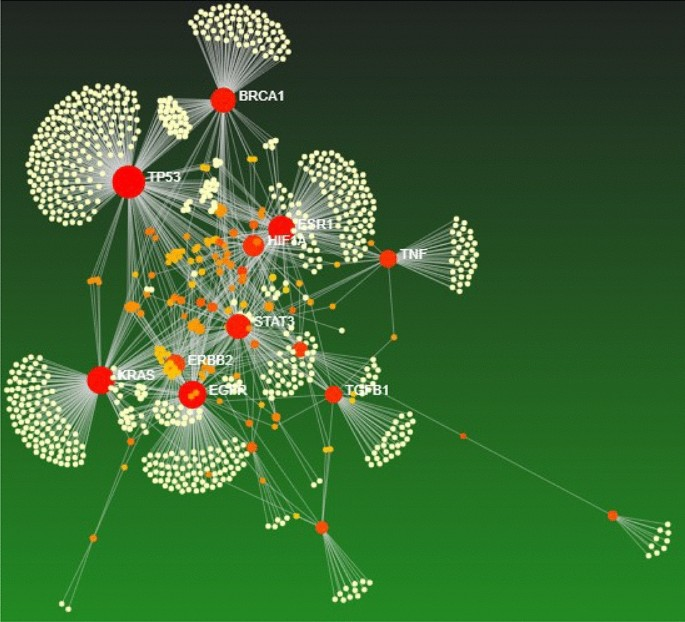 BRCA1
TP53
ESR1
HIF1A
TNF
STAT3
ERBB2
KRAS
EGFR
TGFB1